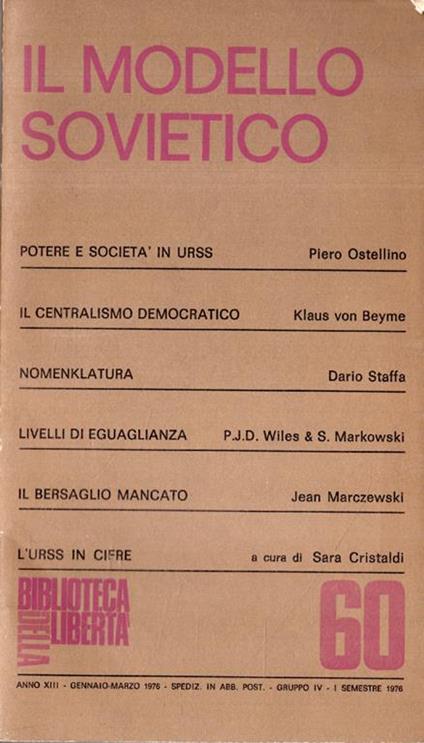 IL MODELLO
SOVIETICO
POTERE E SOCIETA' IN URSS Piero Ostellino
IL CENTRALISMO DEMOCRATICO Klaus von Beyme
NOMENKLATURA Dario Staffa
LIVELLI DI EGUAGLIANZA P.J.D. Wiles & S. Markowski
IL BERSAGLIO MANCATO Jean Marczewski
L'URSS IN CIFRE a cura di Sara Cristaldi
BIBLIOTECA
DELLA
LIBERTA'
60
ANNO XIII - GENNAIO-MARZO 1976 - SPEDIZ. IN ABB. POST. - GRUPPO IV - I SEMESTRE 1976